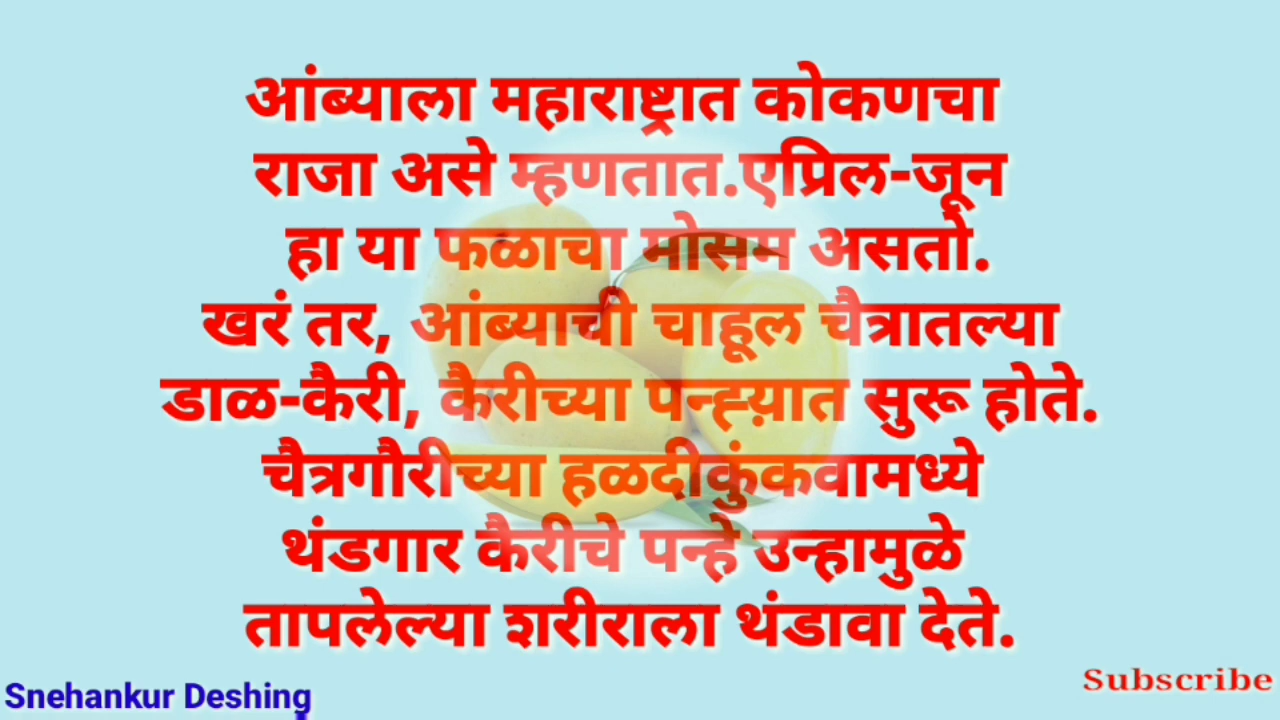 आंब्याला महाराष्ट्रात कोकणचा
राजा असे म्हणतात.एप्रिल-जून
हा या फळाचा मोसम असतो.
खरं तर, आंब्याची चाहूल चैत्रातल्या
डाळ-कैरी, कैरीच्या पन्ह्य़ात सुरू होते.
चैत्रगौरीच्या हळदीकुंकवामध्ये
थंडगार कैरीचे पन्हे उन्हामुळे
तापलेल्या शरीराला थंडावा देते.
Snehankur Deshing
Subscribe